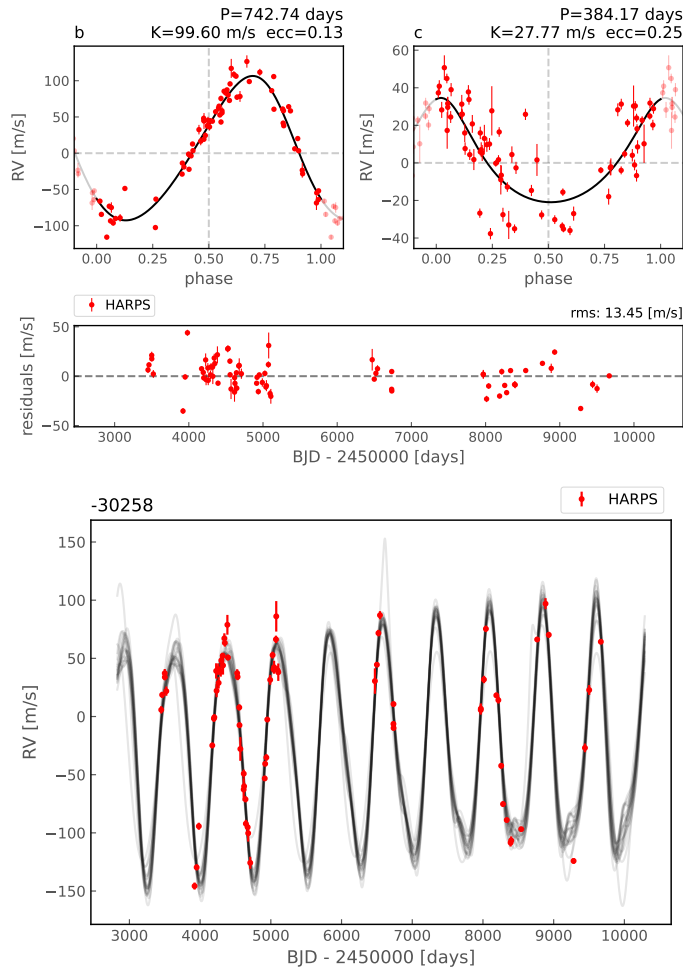 P=742.74 days
b K=99.60 m/s ecc=0.13
100
50
0
−50
−100
RV [m/s]
0.00 0.25 0.50 0.75 1.00
phase
P=384.17 days
c K=27.77 m/s ecc=0.25
60
40
20
0
−20
−40
RV [m/s]
0.00 0.25 0.50 0.75 1.00
phase
HARPS
rms: 13.45 [m/s]
50
0
−50
residuals [m/s]
3000 4000 5000 6000 7000 8000 9000 10000
BJD - 2450000 [days]
-30258
HARPS
150
100
50
0
−50
−100
−150
RV [m/s]
3000 4000 5000 6000 7000 8000 9000 10000
BJD - 2450000 [days]